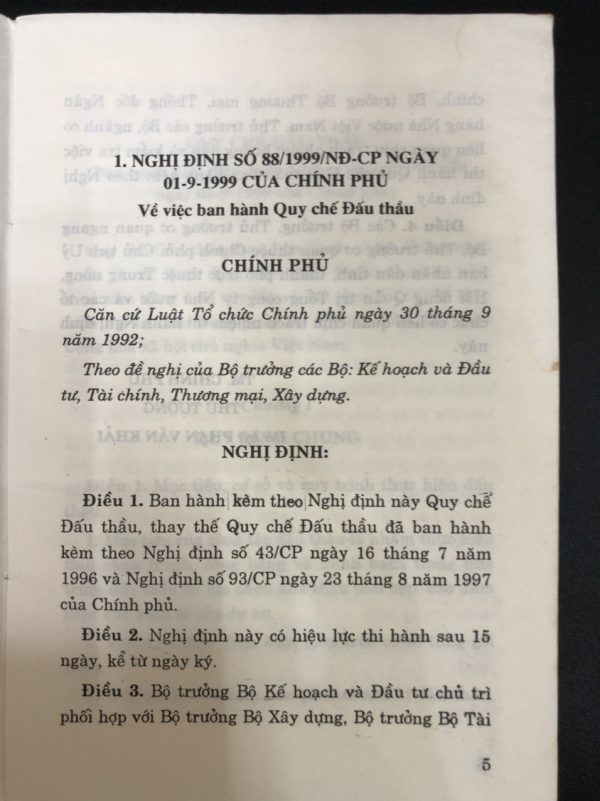 1. NGHỊ ĐỊNH SỐ 88/1999/NĐ-CP NGÀY
01-9-1999 CỦA CHÍNH PHỦ
Về việc ban hành Quy chế Đấu thầu
CHÍNH PHỦ
Căn cứ Luật Tổ chức Chính phủ ngày 30 tháng 9
năm 1992;
Theo đề nghị của Bộ trưởng các Bộ: Kế hoạch và Đầu
tư, Tài chính, Thương mại, Xây dựng.
NGHỊ ĐỊNH:
Điều 1. Ban hành kèm theo Nghị định này Quy chế
Đấu thầu, thay thế Quy chế Đấu thầu đã ban hành
kèm theo Nghị định số 43/CP ngày 16 tháng 7 năm
1996 và Nghị định số 93/CP ngày 23 tháng 8 năm 1997
của Chính phủ.
Điều 2. Nghị định này có hiệu lực thi hành sau 15
ngày, kể từ ngày ký.
Điều 3. Bộ trưởng Bộ Kế hoạch và Đầu tư chủ trì
phối hợp với Bộ trưởng Bộ Xây dựng, Bộ trưởng Bộ Tài
5